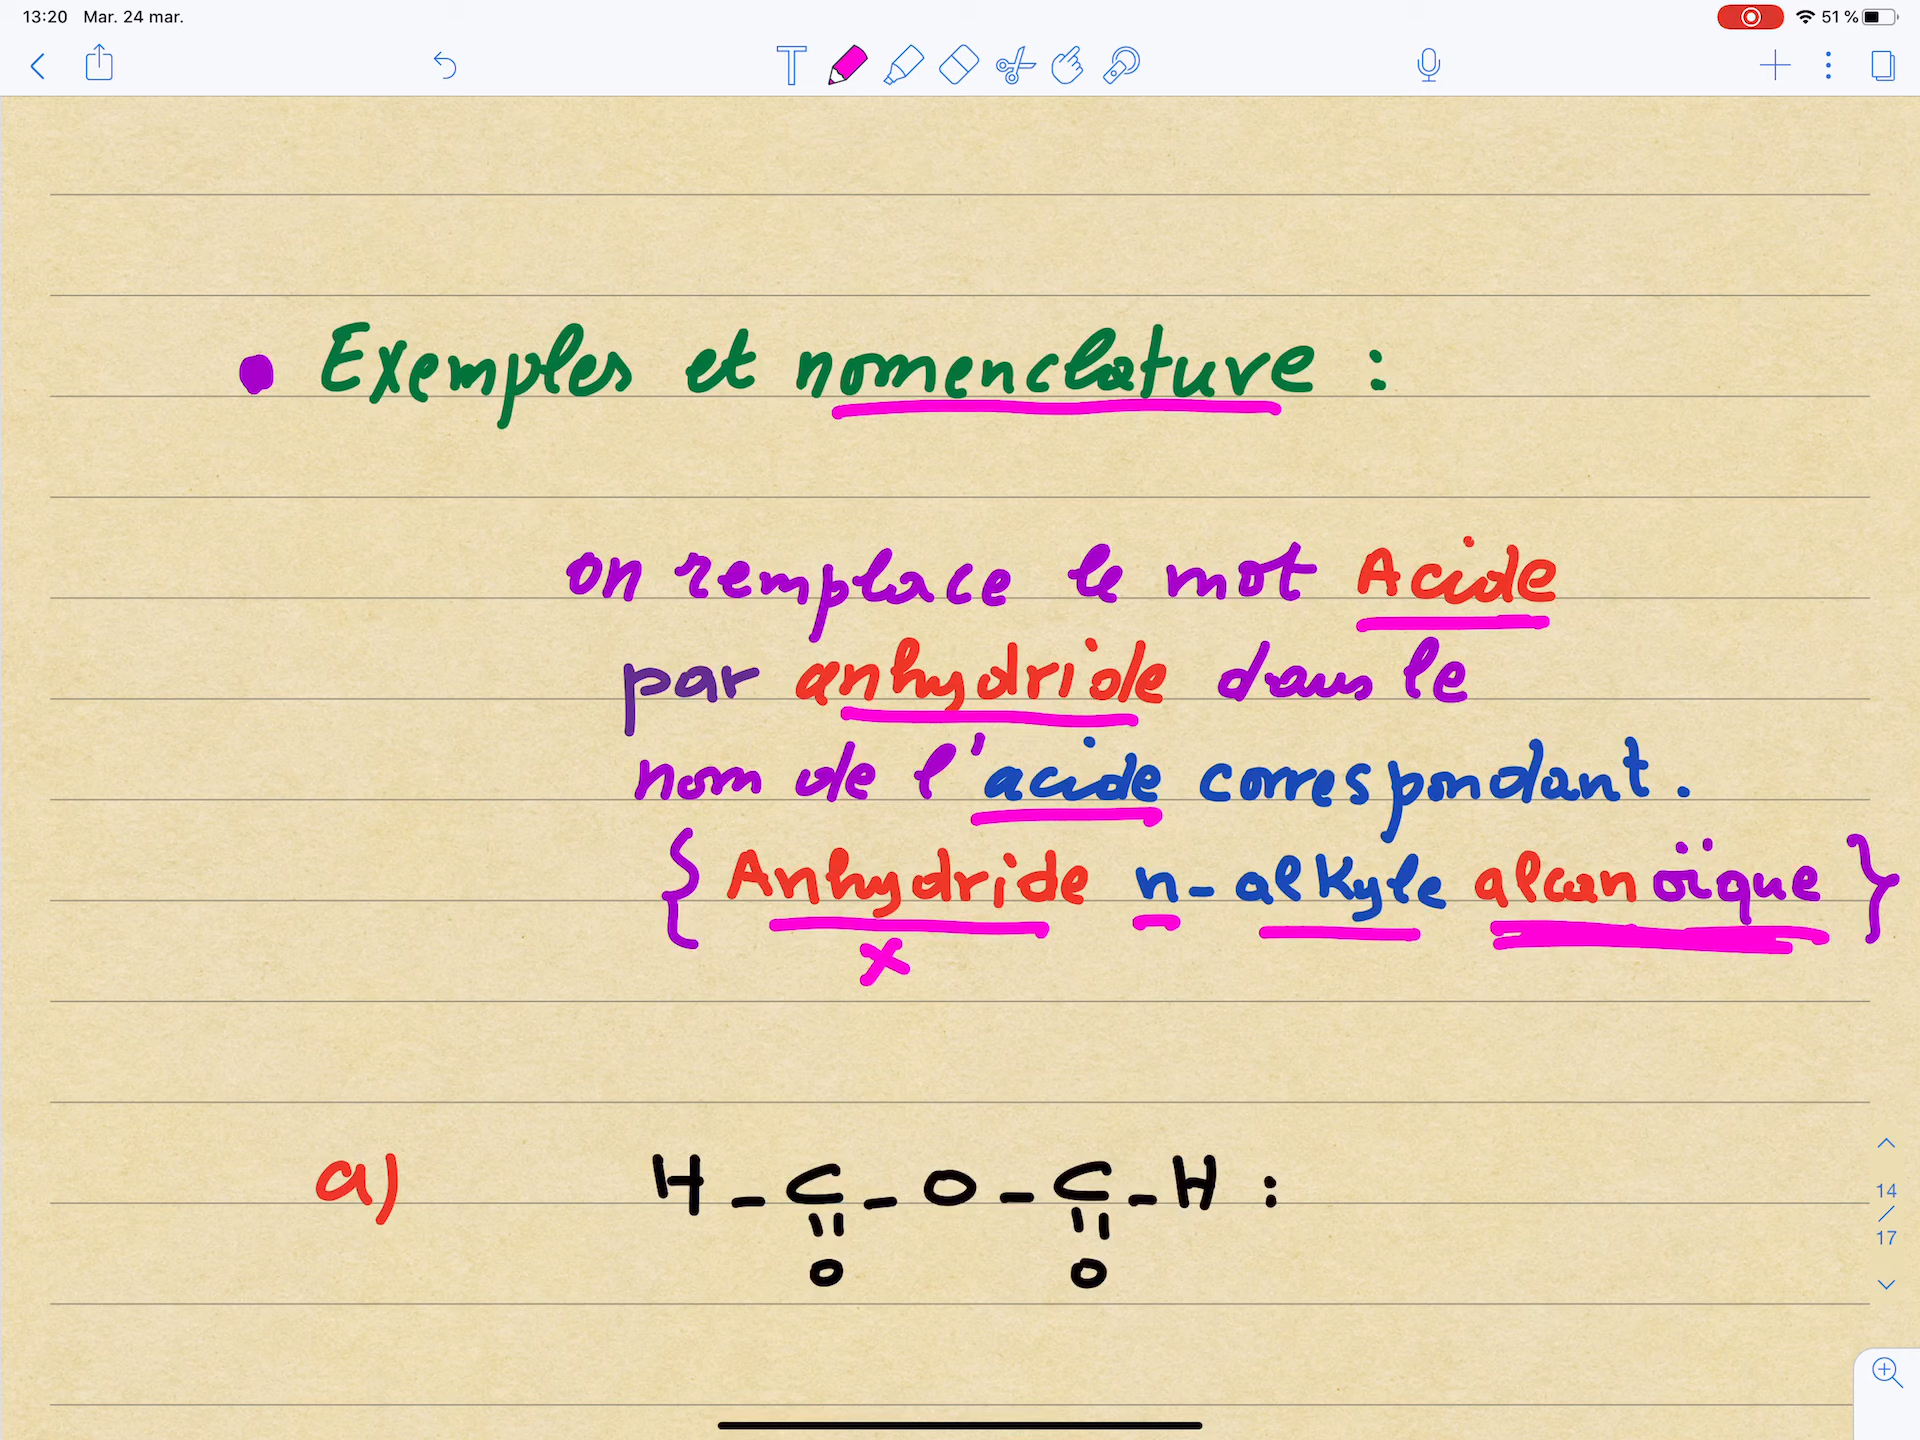 13:20 Mar. 24 mar. 51 %
T
• Exemples et nomenclature :
on remplace le mot Acide
par anhydride dans le
nom de l'acide correspondant.
{ Anhydride n-alkyle alcanoïque }
x
a) H - C - O - C - H :
O O
14
/
17